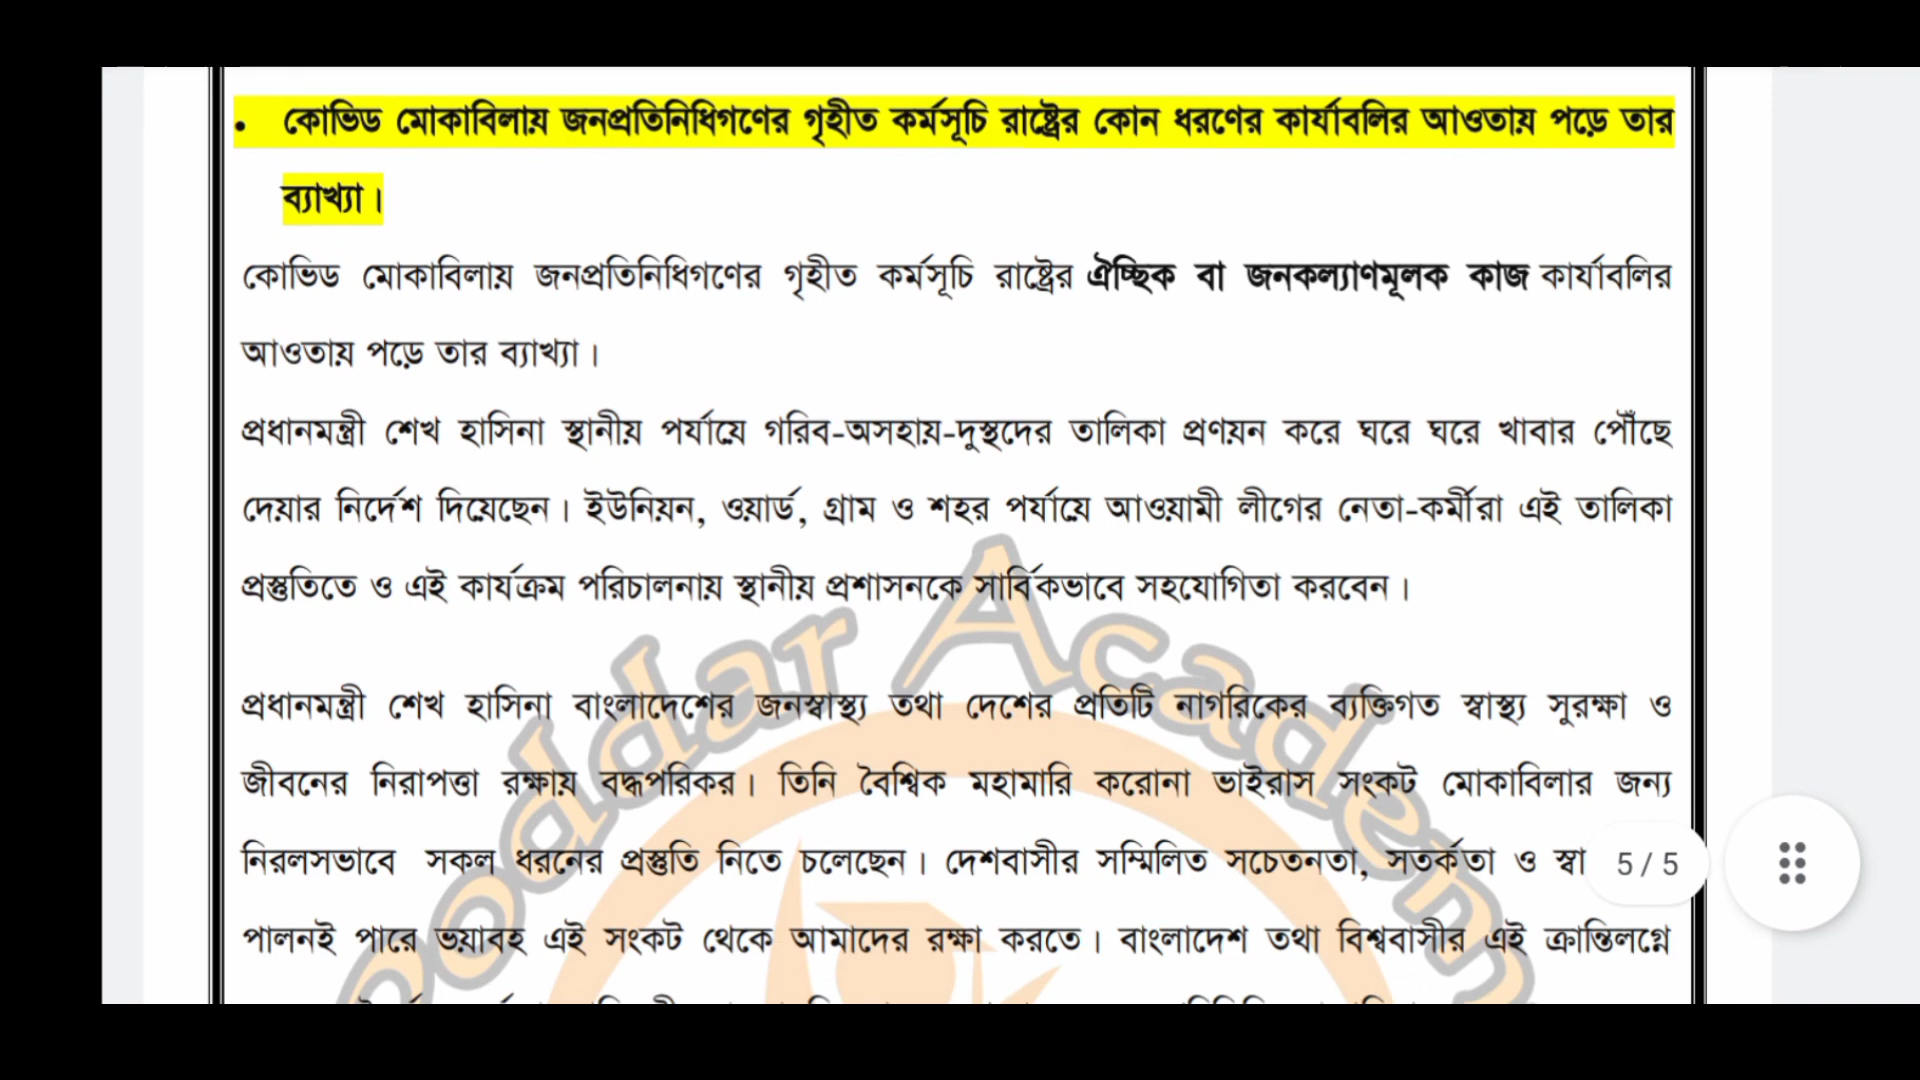 • কোভিড মোকাবিলায় জনপ্রতিনিধিগণের গৃহীত কর্মসূচি রাষ্ট্রের কোন ধরণের কার্যাবলির আওতায় পড়ে তার
ব্যাখ্যা।
কোভিড মোকাবিলায় জনপ্রতিনিধিগণের গৃহীত কর্মসূচি রাষ্ট্রের ঐচ্ছিক বা জনকল্যাণমূলক কাজ কার্যাবলির
আওতায় পড়ে তার ব্যাখ্যা।
প্রধানমন্ত্রী শেখ হাসিনা স্থানীয় পর্যায়ে গরিব-অসহায়-দুস্থদের তালিকা প্রণয়ন করে ঘরে ঘরে খাবার পৌঁছে
দেয়ার নির্দেশ দিয়েছেন। ইউনিয়ন, ওয়ার্ড, গ্রাম ও শহর পর্যায়ে আওয়ামী লীগের নেতা-কর্মীরা এই তালিকা
প্রস্তুতিতে ও এই কার্যক্রম পরিচালনায় স্থানীয় প্রশাসনকে সার্বিকভাবে সহযোগিতা করবেন।
প্রধানমন্ত্রী শেখ হাসিনা বাংলাদেশের জনস্বাস্থ্য তথা দেশের প্রতিটি নাগরিকের ব্যক্তিগত স্বাস্থ্য সুরক্ষা ও
জীবনের নিরাপত্তা রক্ষায় বদ্ধপরিকর। তিনি বৈশ্বিক মহামারি করোনা ভাইরাস সংকট মোকাবিলার জন্য
নিরলসভাবে সকল ধরনের প্রস্তুতি নিতে চলেছেন। দেশবাসীর সম্মিলিত সচেতনতা, সতর্কতা ও স্বা
5 / 5
পালনই পারে ভয়াবহ এই সংকট থেকে আমাদের রক্ষা করতে। বাংলাদেশ তথা বিশ্ববাসীর এই ক্রান্তিলগ্নে
oddar Academ